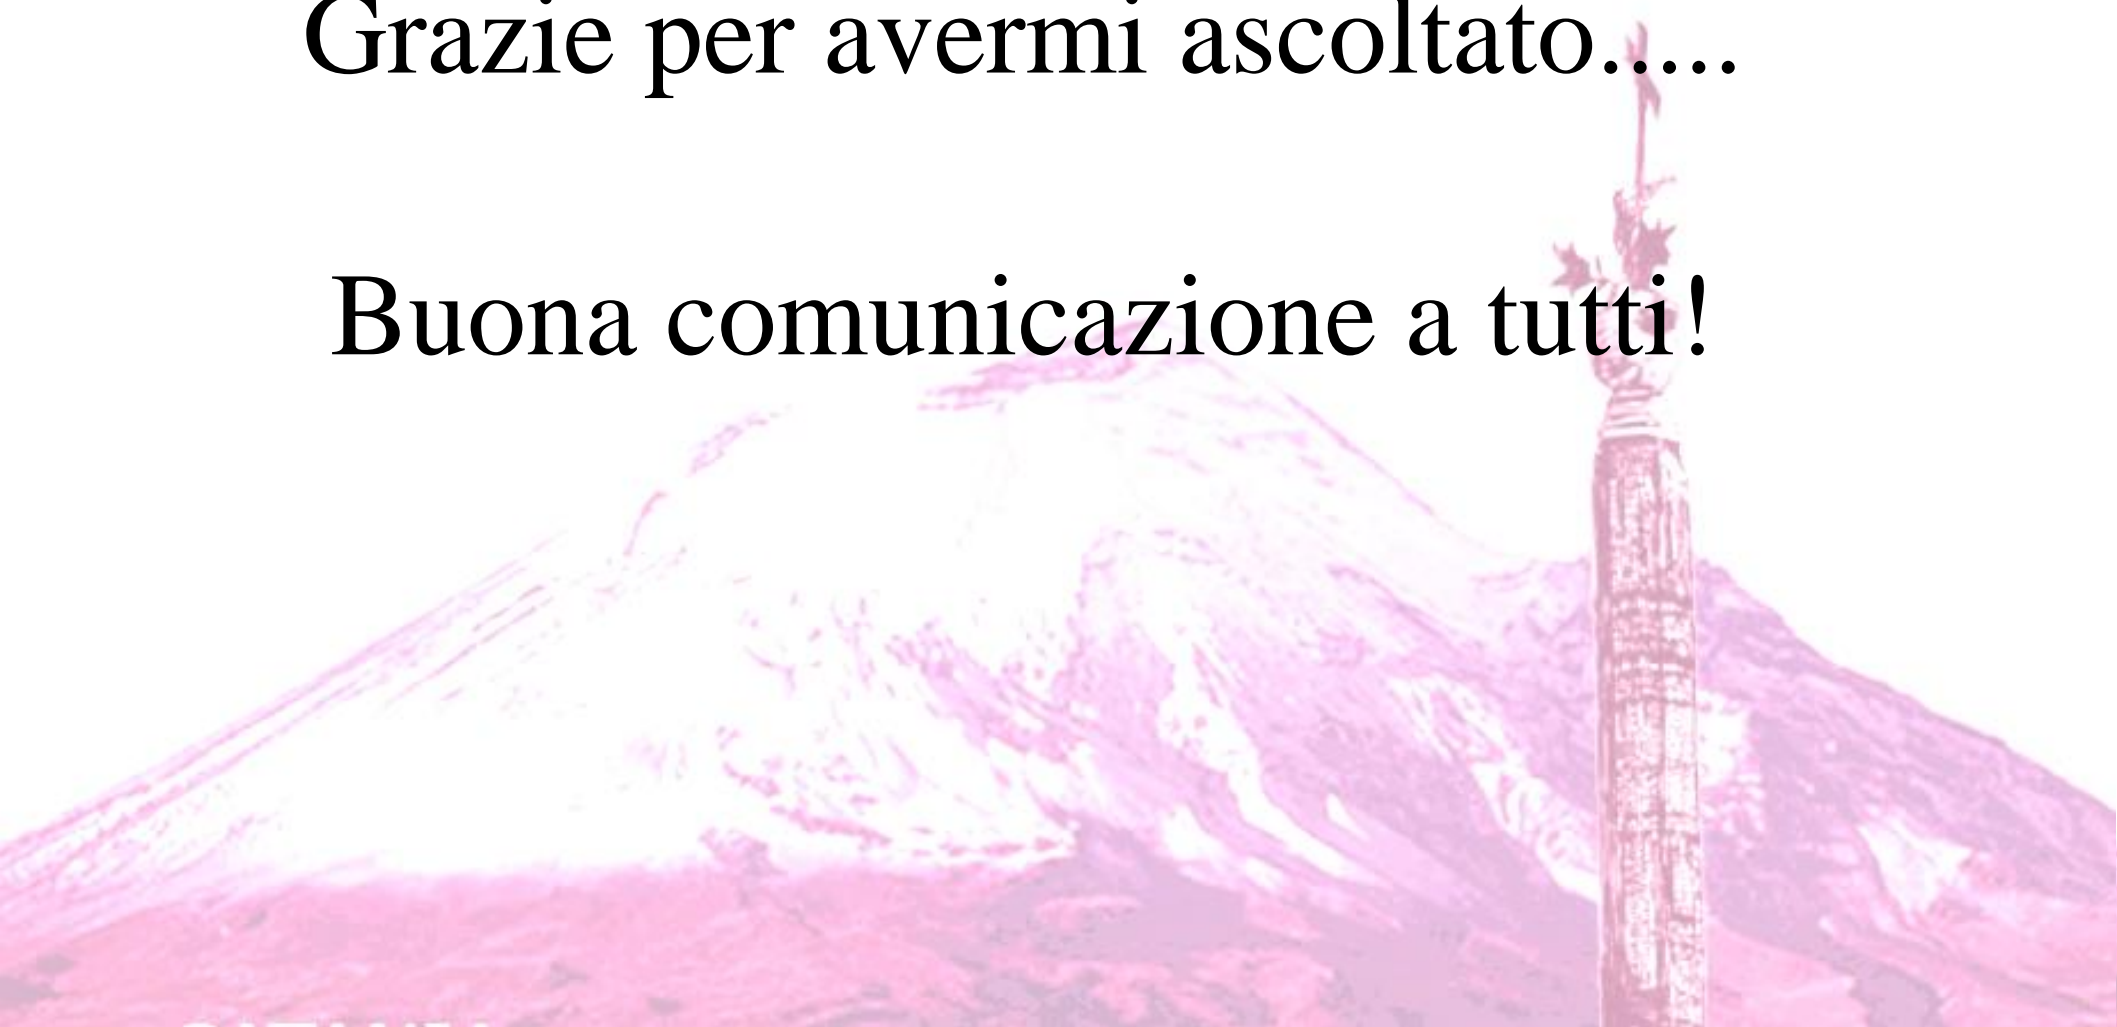 Grazie per avermi ascoltato.....
Buona comunicazione a tutti!